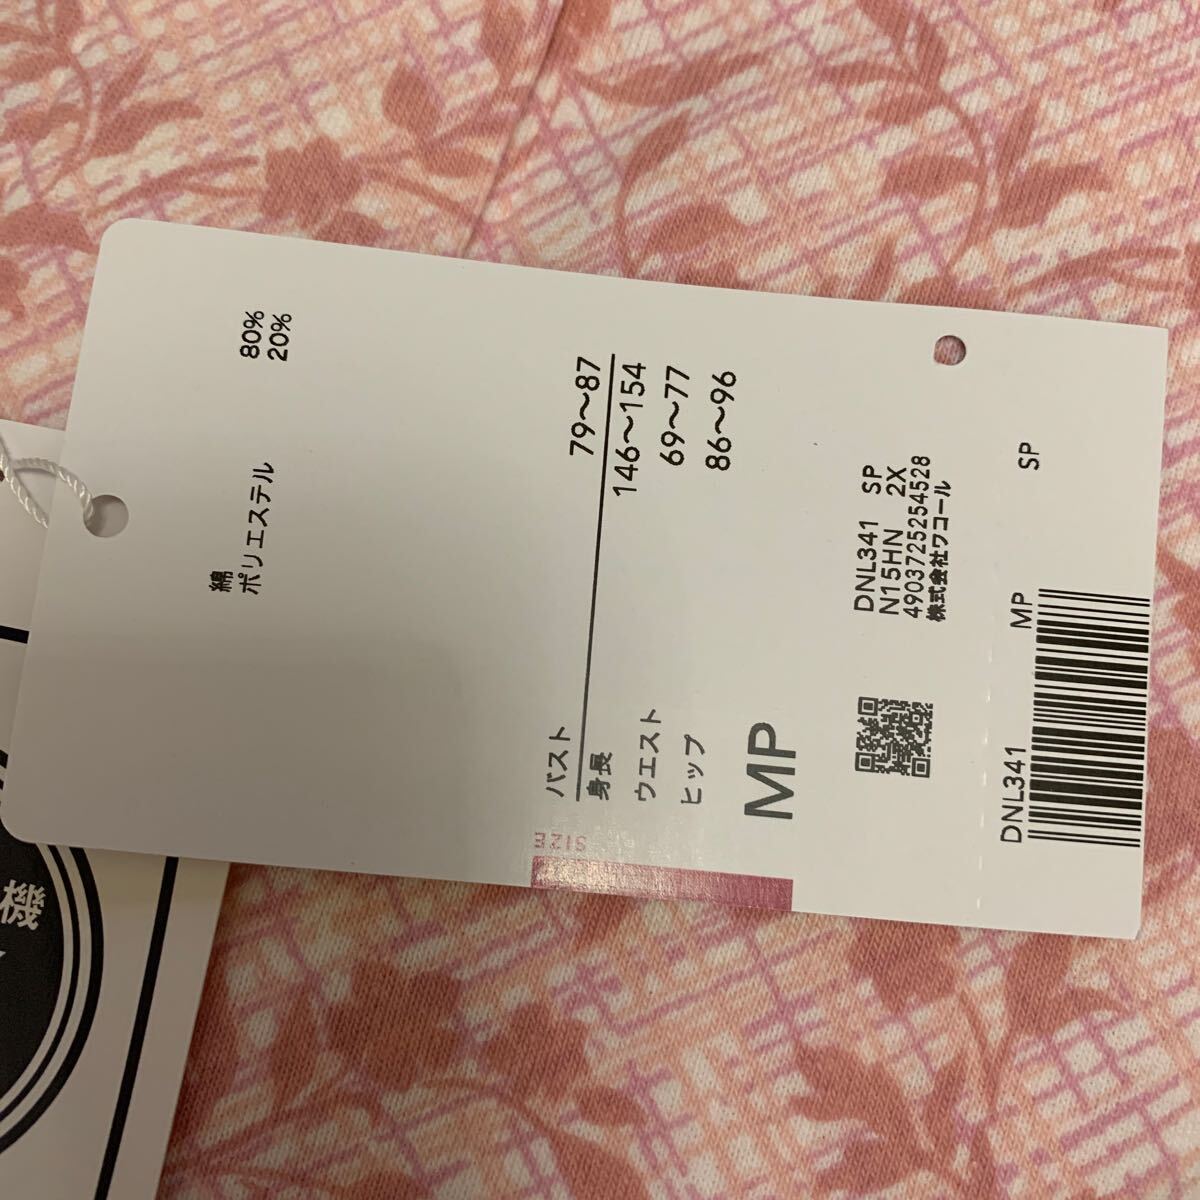 綿 80%
ポリエステル 20%
SIZE
バスト 79〜87
身長 146〜154
ウエスト 69〜77
ヒップ 86〜96
MP
DNL341 SP
N15HN 2X
4903725254528
株式会社ワコール
DNL341 MP SP
機